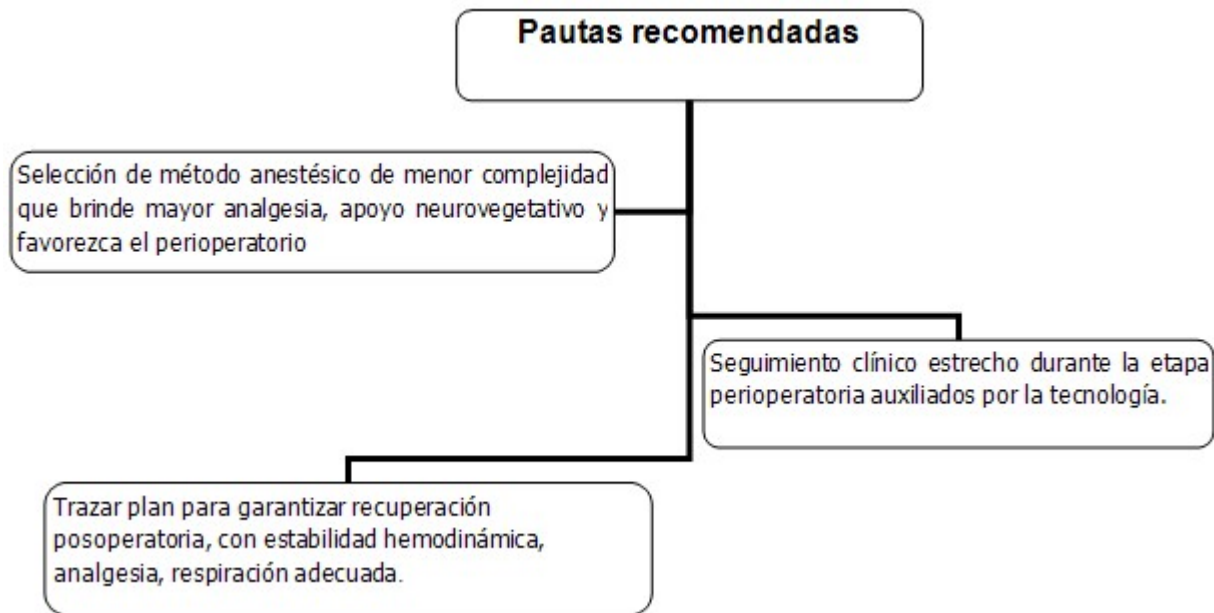 Pautas recomendadas
Selección de método anestésico de menor complejidad
que brinde mayor analgesia, apoyo neurovegetativo y
favorezca el perioperatorio
Seguimiento clínico estrecho durante la etapa
perioperatoria auxiliados por la tecnología.
Trazar plan para garantizar recuperación
posoperatoria, con estabilidad hemodinámica,
analgesia, respiración adecuada.